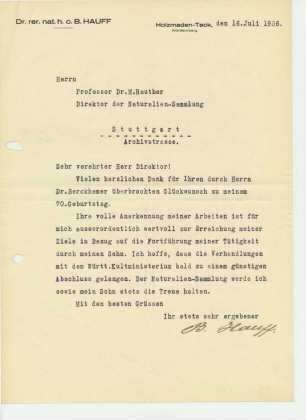 Dr. rer. nat. h. c. B. HAUFF
Holzmaden-Teck, den 16.Juli 1936.
Württemberg
Herrn
Professor Dr.M.Rauther
Direktor der Naturalien-Sammlung
Stuttgart
Archivstrasse.
Sehr verehrter Herr Direktor!
Vielen herzlichen Dank für Ihren durch Herrn
Dr.Berckhemer überbrachten Glückwunsch zu meinem
70.Geburtstag.
Ihre volle Anerkennung meiner Arbeiten ist für
mich ausserordentlich wertvoll zur Erreichung meiner
Ziele in Bezug auf die Fortführung meiner Tätigkeit
durch meinen Sohn. Ich hoffe, dass die Verhandlungen
mit dem Württ.Kultministerium bald zu einem günstigen
Abschluss gelangen. Der Naturalien-Sammlung werde ich
sowie mein Sohn stets die Treue halten.
Mit den besten Grüssen
Ihr stets sehr ergebener
B. Hauff.